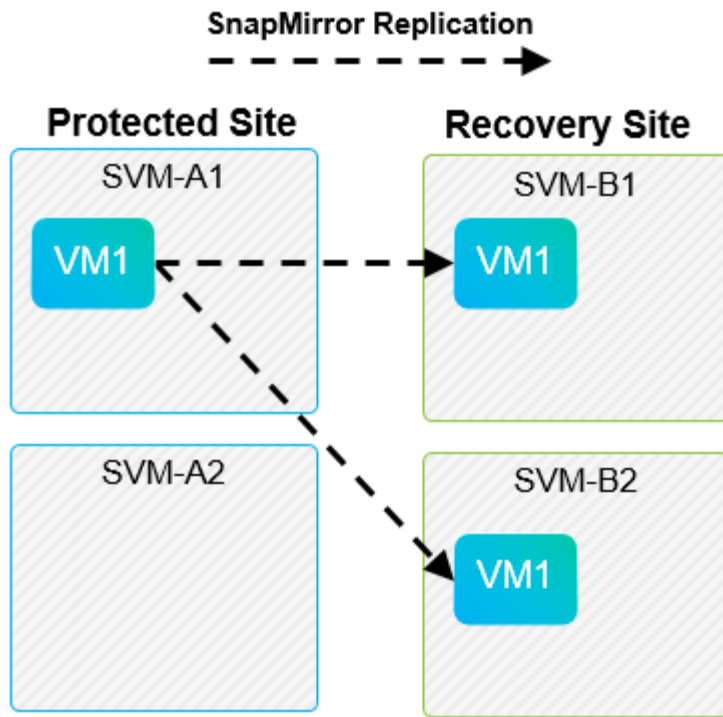 SnapMirror Replication
Protected Site
Recovery Site
SVM-A1
SVM-B1
VM1
VM1
SVM-A2
SVM-B2
VM1